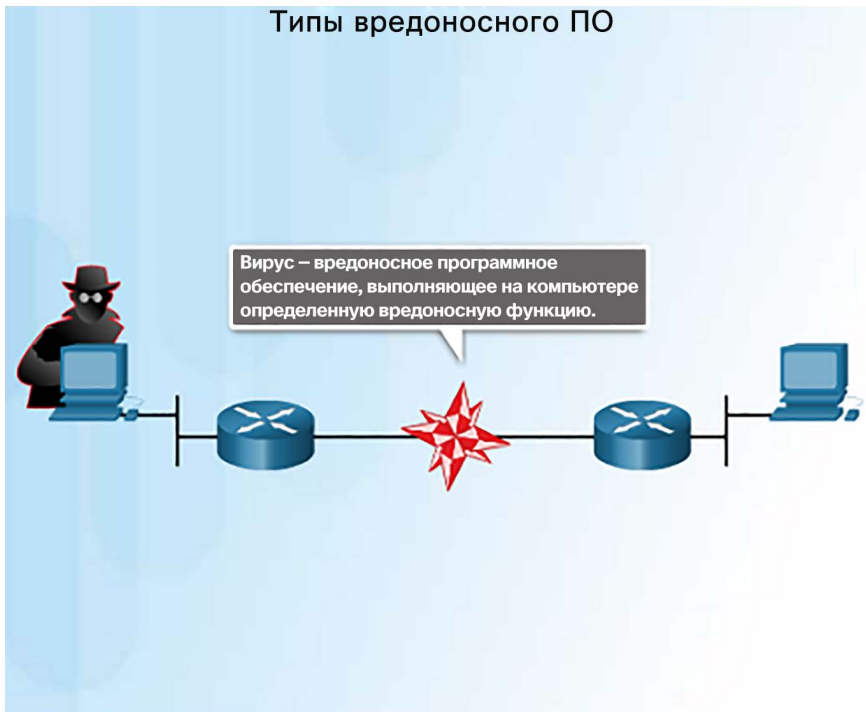 Типы вредоносного ПО
Вирус – вредоносное программное
обеспечение, выполняющее на компьютере
определенную вредоносную функцию.